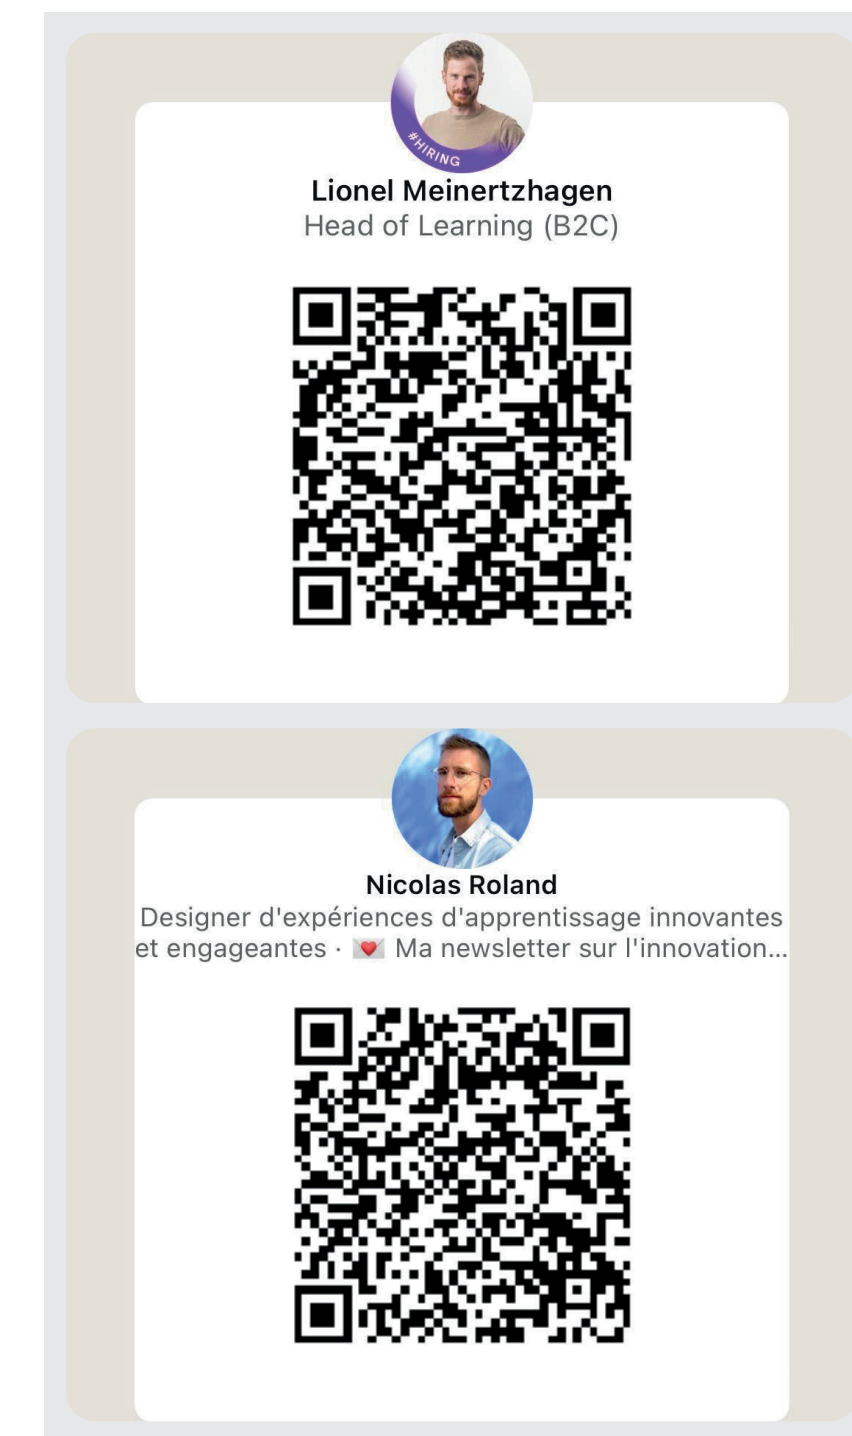 #HIRING
Lionel Meinertzhagen
Head of Learning (B2C)
Nicolas Roland
Designer d'expériences d'apprentissage innovantes
et engageantes · 💌 Ma newsletter sur l'innovation...